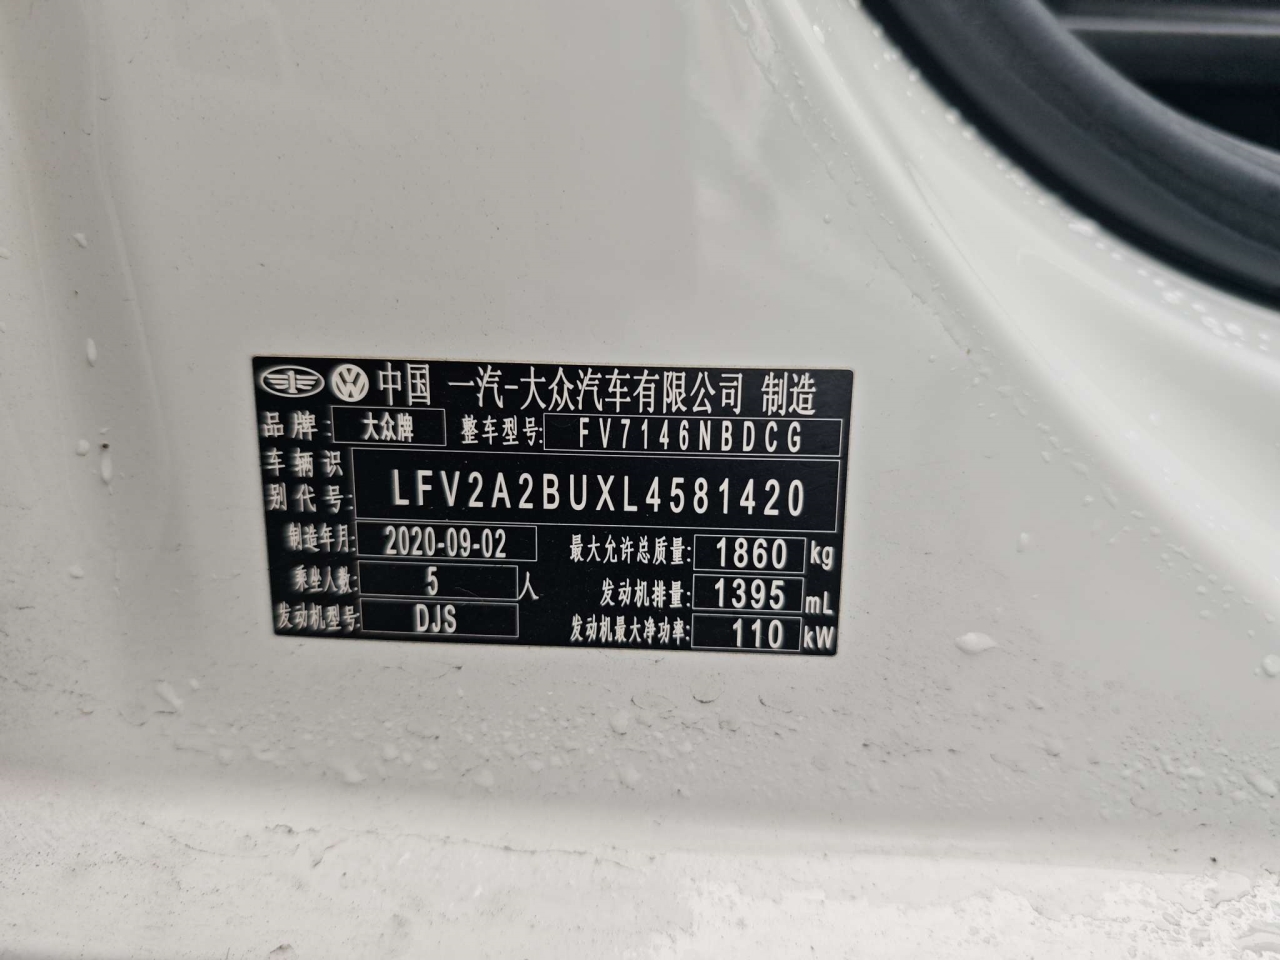 中国 一汽-大众汽车有限公司 制造
品牌: 大众牌 整车型号: FV7146NBDCG
车辆识别代号: LFV2A2BUXL4581420
制造年月: 2020-09-02 最大允许总质量: 1860 kg
乘坐人数: 5 人 发动机排量: 1395 mL
发动机型号: DJS 发动机最大净功率: 110 kW